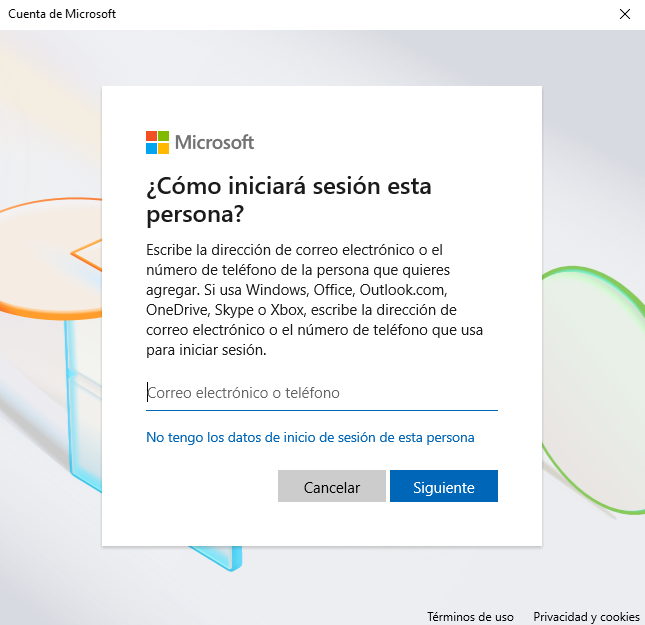 Cuenta de Microsoft
Microsoft
¿Cómo iniciará sesión esta
persona?
Escribe la dirección de correo electrónico o el
número de teléfono de la persona que quieres
agregar. Si usa Windows, Office, Outlook.com,
OneDrive, Skype o Xbox, escribe la dirección de
correo electrónico o el número de teléfono que usa
para iniciar sesión.
Correo electrónico o teléfono
No tengo los datos de inicio de sesión de esta persona
Cancelar Siguiente
Términos de uso Privacidad y cookies